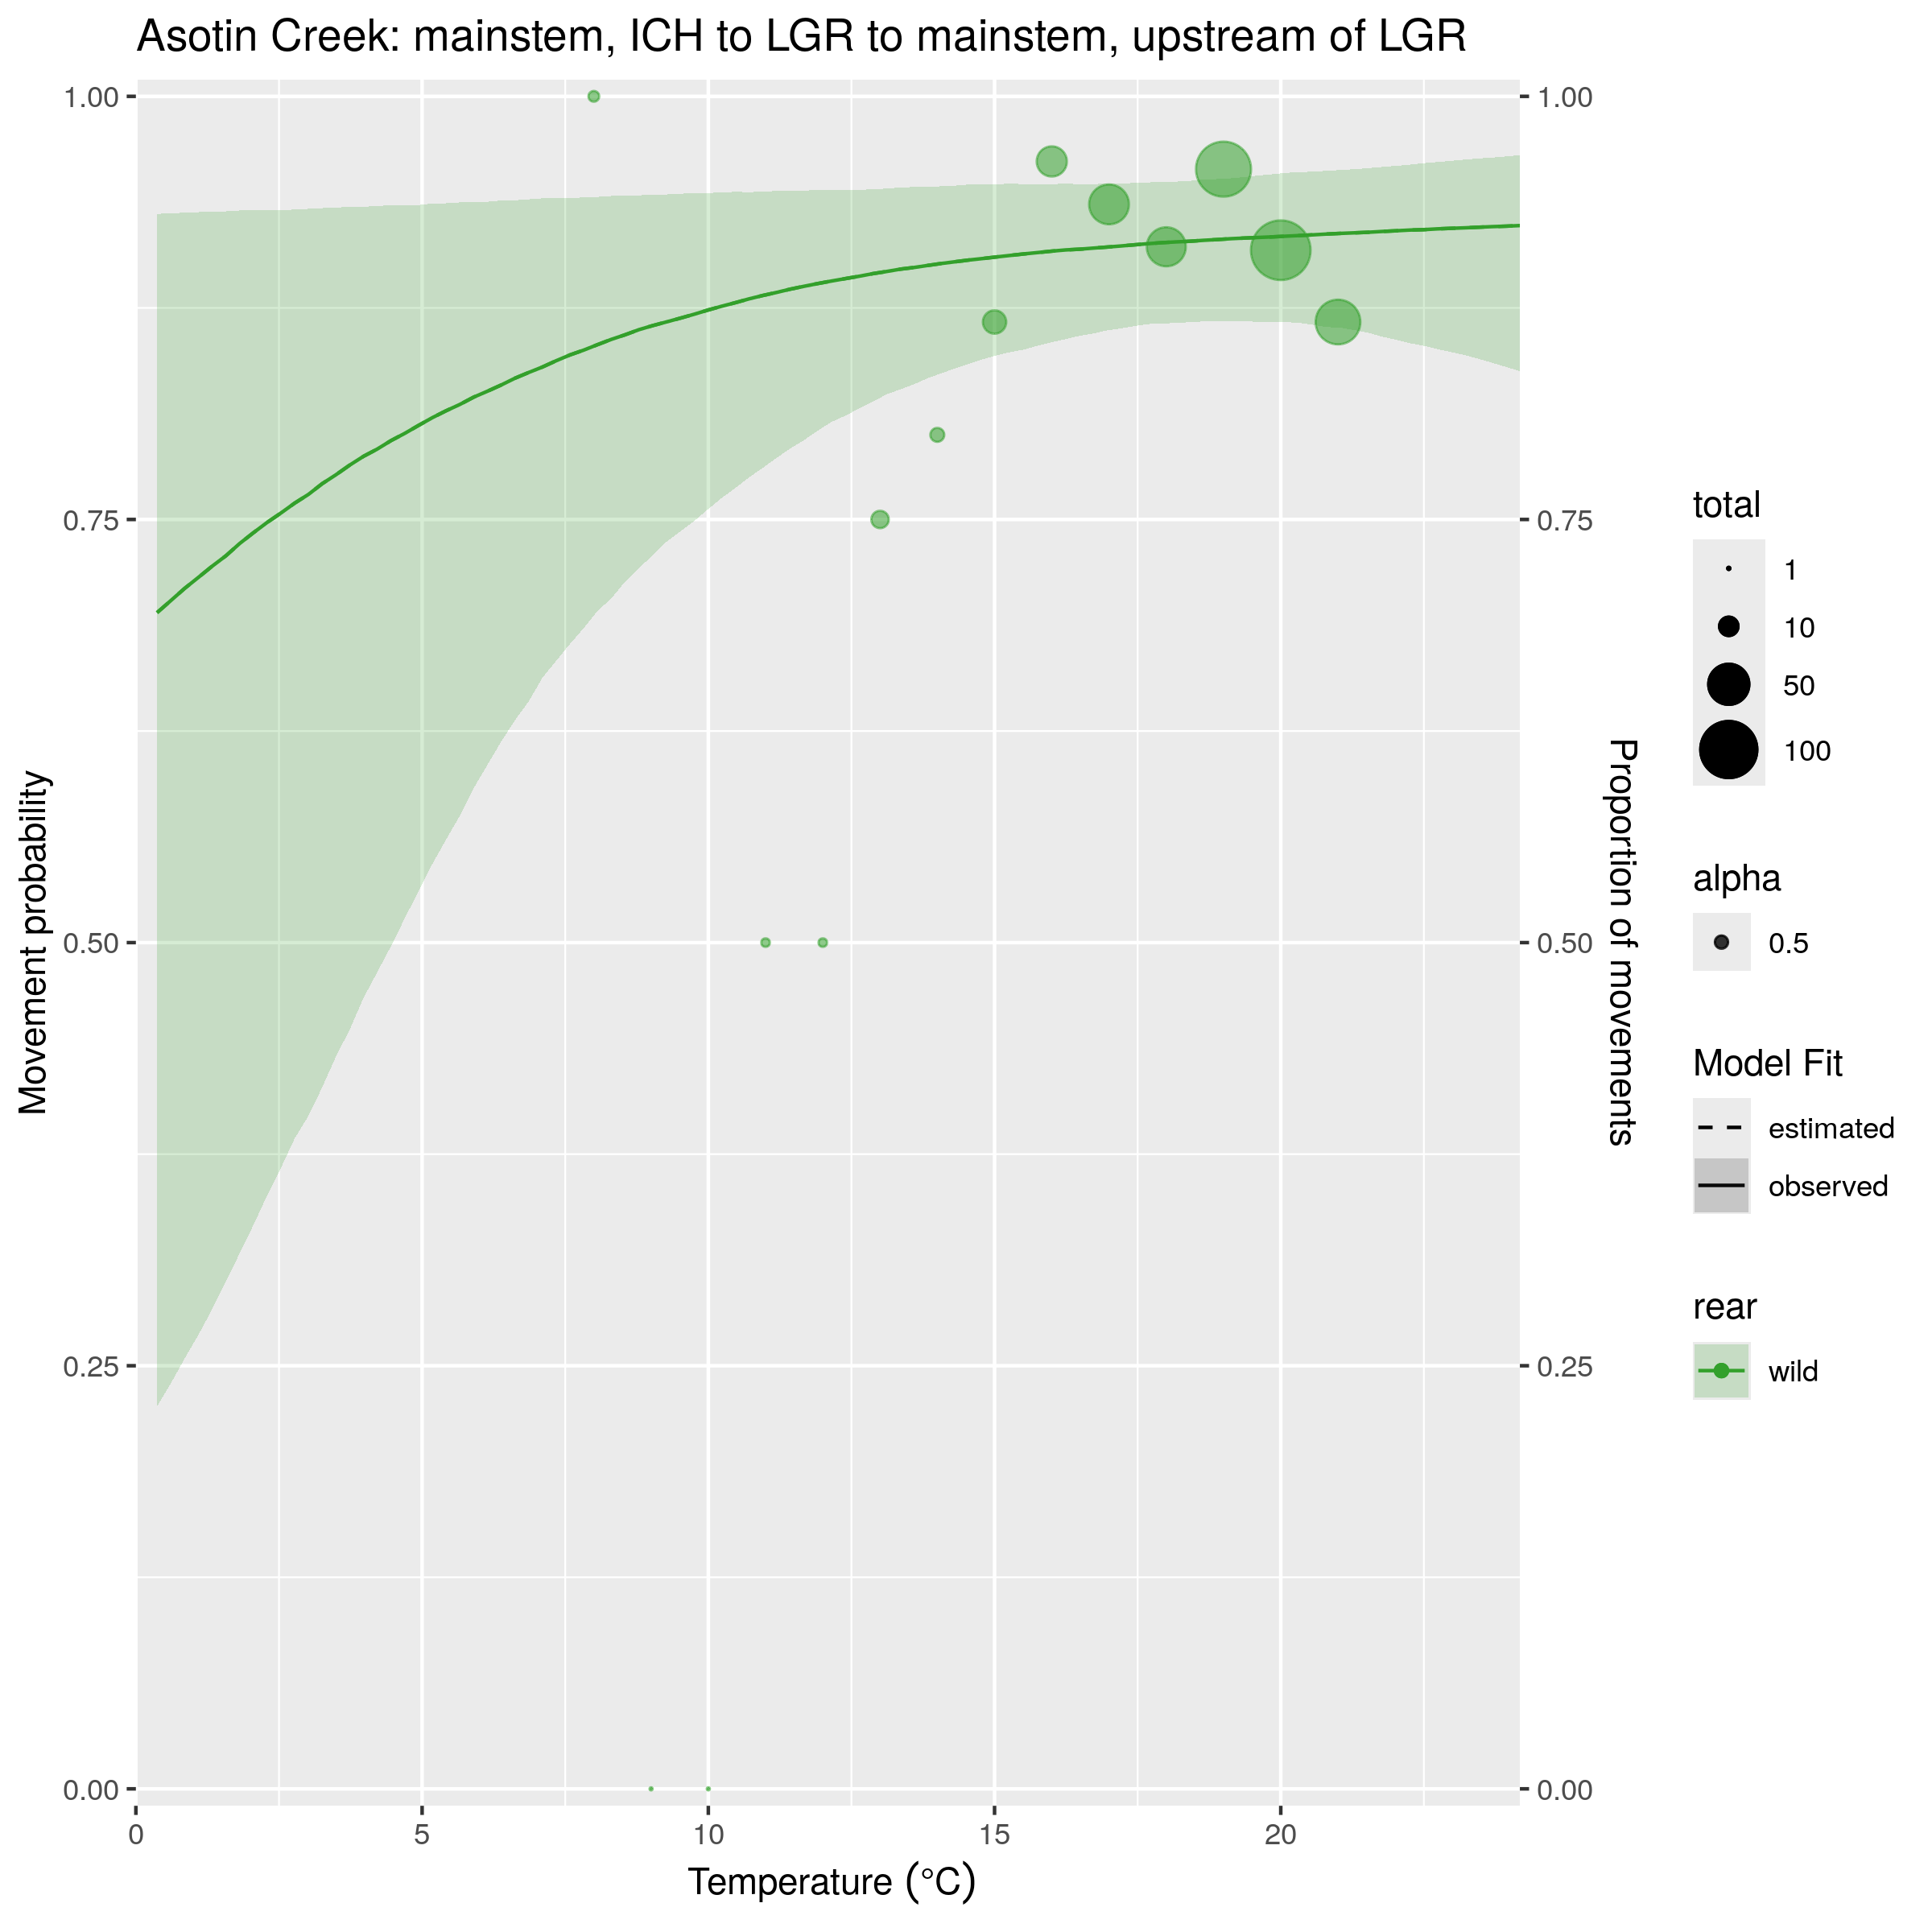 Asotin Creek: mainstem, ICH to LGR to mainstem, upstream of LGR
1.00
0.75
0.50
0.25
0.00
Movement probability
0
5
10
15
20
Temperature (°C)
1.00
0.75
0.50
0.25
0.00
Proportion of movements
total
1
10
50
100
alpha
0.5
Model Fit
estimated
observed
rear
wild